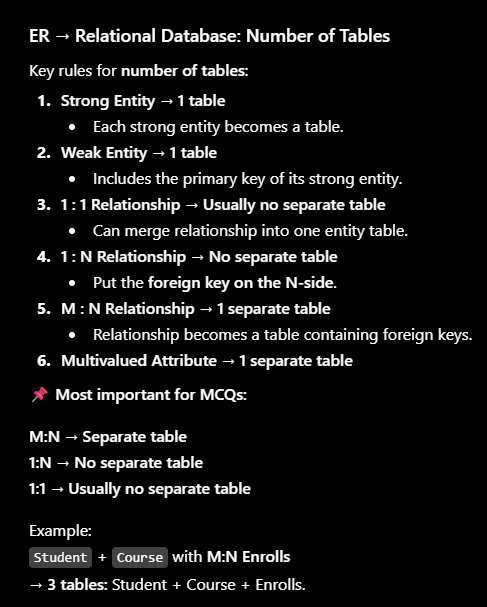 ER → Relational Database: Number of Tables
Key rules for number of tables:
1. Strong Entity → 1 table
• Each strong entity becomes a table.
2. Weak Entity → 1 table
• Includes the primary key of its strong entity.
3. 1 : 1 Relationship → Usually no separate table
• Can merge relationship into one entity table.
4. 1 : N Relationship → No separate table
• Put the foreign key on the N-side.
5. M : N Relationship → 1 separate table
• Relationship becomes a table containing foreign keys.
6. Multivalued Attribute → 1 separate table
📌 Most important for MCQs:
M:N → Separate table
1:N → No separate table
1:1 → Usually no separate table
Example:
Student + Course with M:N Enrolls
→ 3 tables: Student + Course + Enrolls.